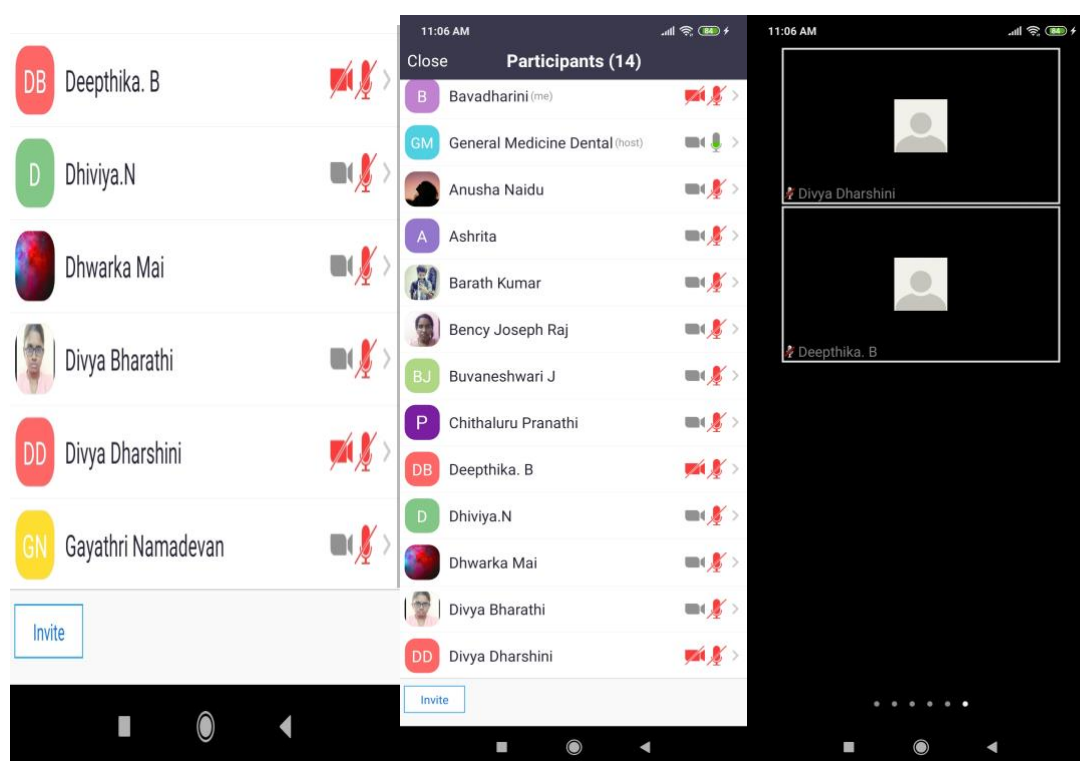 DB Deepthika. B
D Dhiviya.N
Dhwarka Mai
Divya Bharathi
DD Divya Dharshini
GN Gayathri Namadevan
Invite
11:06 AM 84
Close Participants (14)
B Bavadharini (me)
GM General Medicine Dental (host)
Anusha Naidu
A Ashrita
Barath Kumar
Bency Joseph Raj
BJ Buvaneshwari J
P Chithaluru Pranathi
DB Deepthika. B
D Dhiviya.N
Dhwarka Mai
Divya Bharathi
DD Divya Dharshini
Invite
11:06 AM 84
Divya Dharshini
Deepthika. B